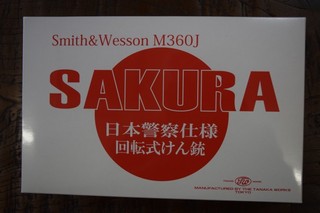 Smith&Wesson M360J
SAKURA
日本警察仕様
回転式けん銃
MANUFACTURED BY THE TANAKA WORKS
TOKYO